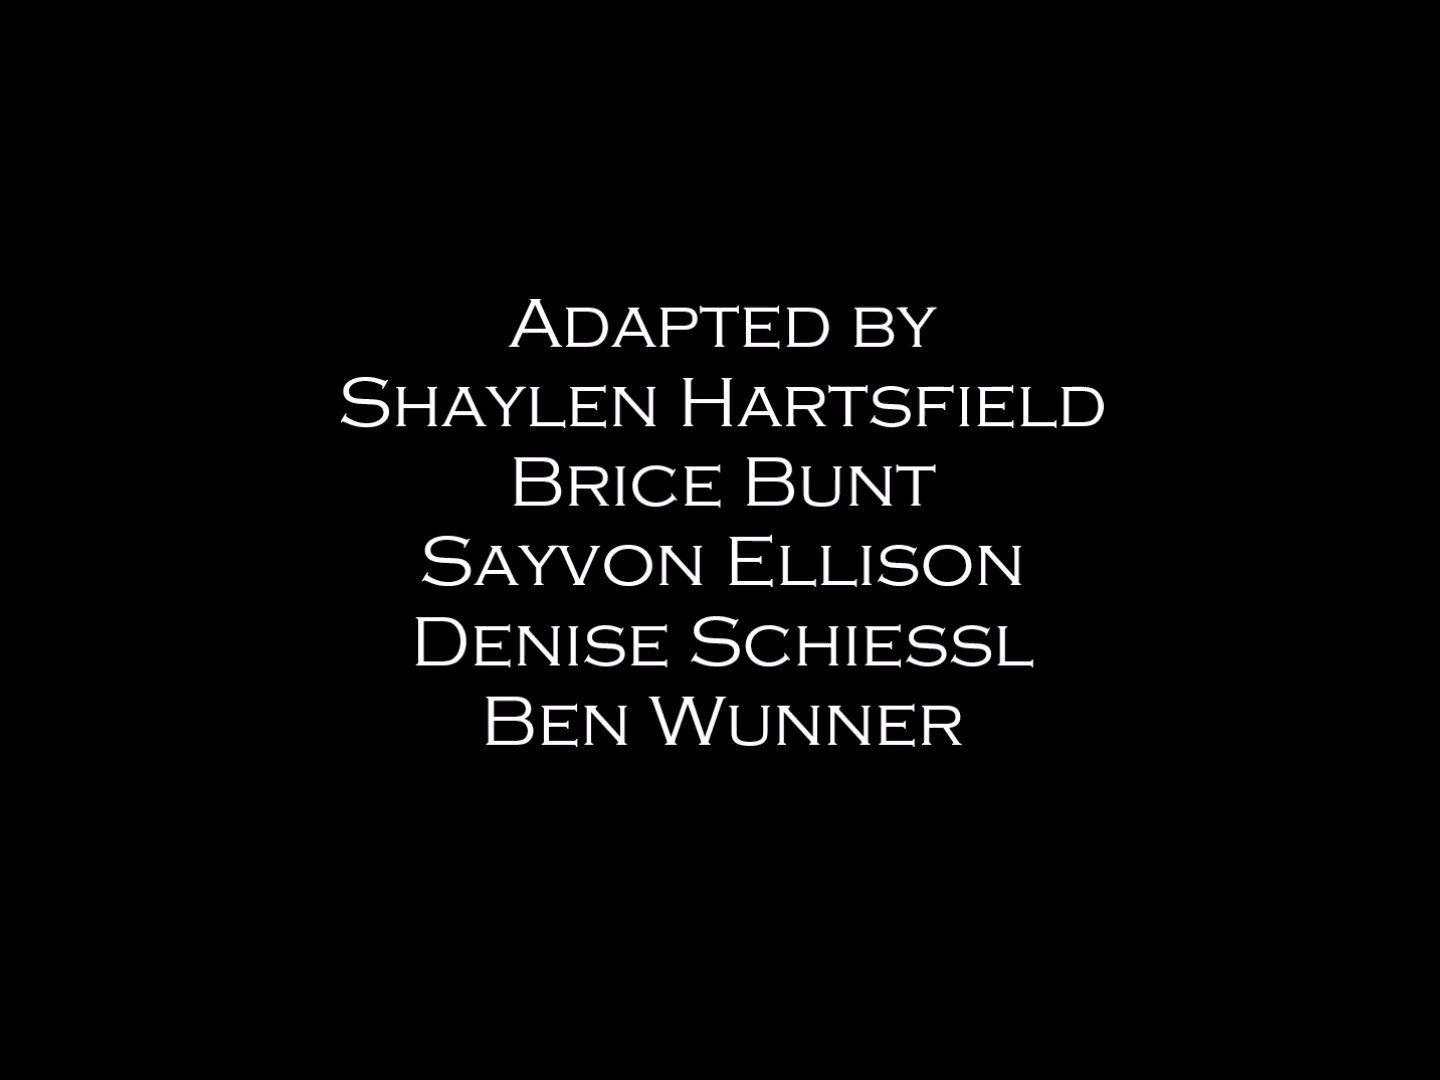 Adapted by
Shaylen Hartsfield
Brice Bunt
Sayvon Ellison
Denise Schiessl
Ben Wunner